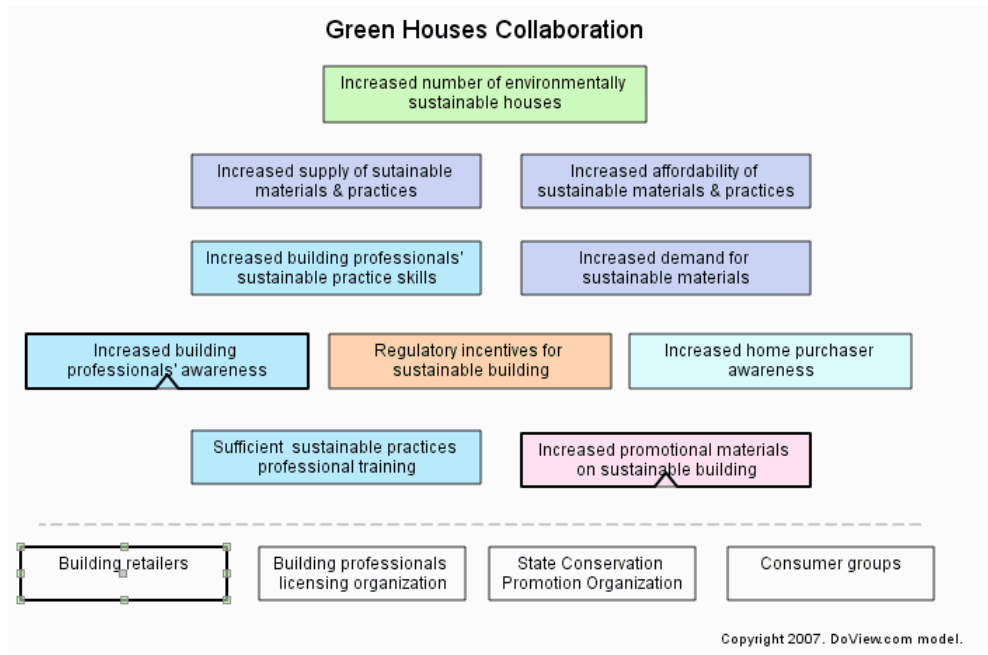 Green Houses Collaboration
Increased number of environmentally
sustainable houses
Increased supply of sutainable
materials & practices
Increased affordability of
sustainable materials & practices
Increased building professionals'
sustainable practice skills
Increased demand for
sustainable materials
Increased building
professionals' awareness
Regulatory incentives for
sustainable building
Increased home purchaser
awareness
Sufficient sustainable practices
professional training
Increased promotional materials
on sustainable building
Building retailers
Building professionals
licensing organization
State Conservation
Promotion Organization
Consumer groups
Copyright 2007. DoView.com model.